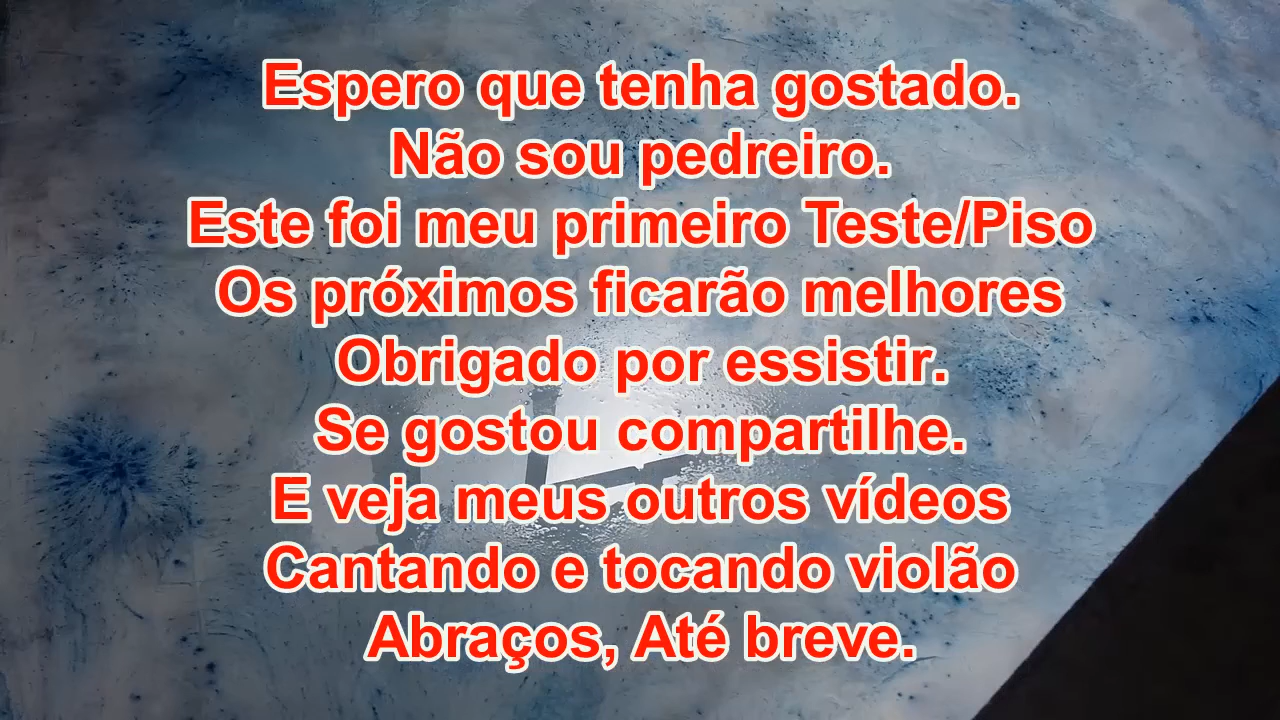 Espero que tenha gostado.
Não sou pedreiro.
Este foi meu primeiro Teste/Piso
Os próximos ficarão melhores
Obrigado por essistir.
Se gostou compartilhe.
E veja meus outros vídeos
Cantando e tocando violão
Abraços, Até breve.